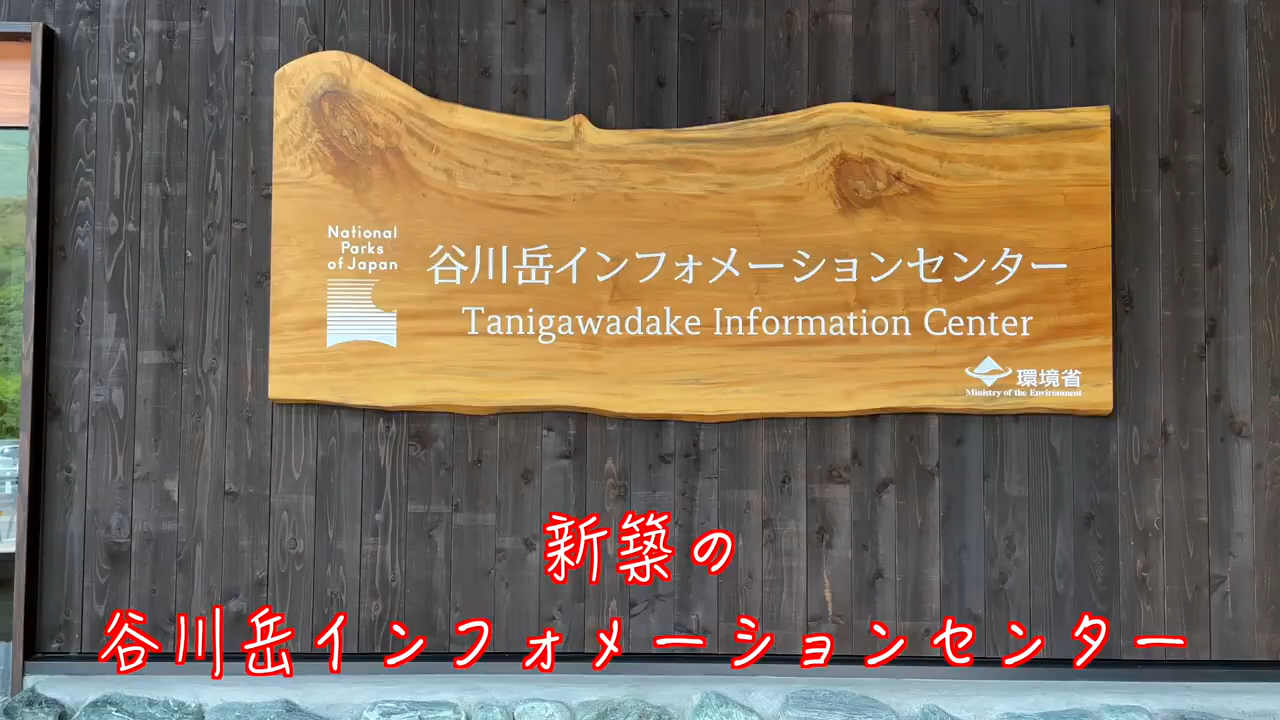 National
Parks
of Japan
谷川岳インフォメーションセンター
Tanigawadake Information Center
環境省
Ministry of the Environment
新築の
谷川岳インフォメーションセンター